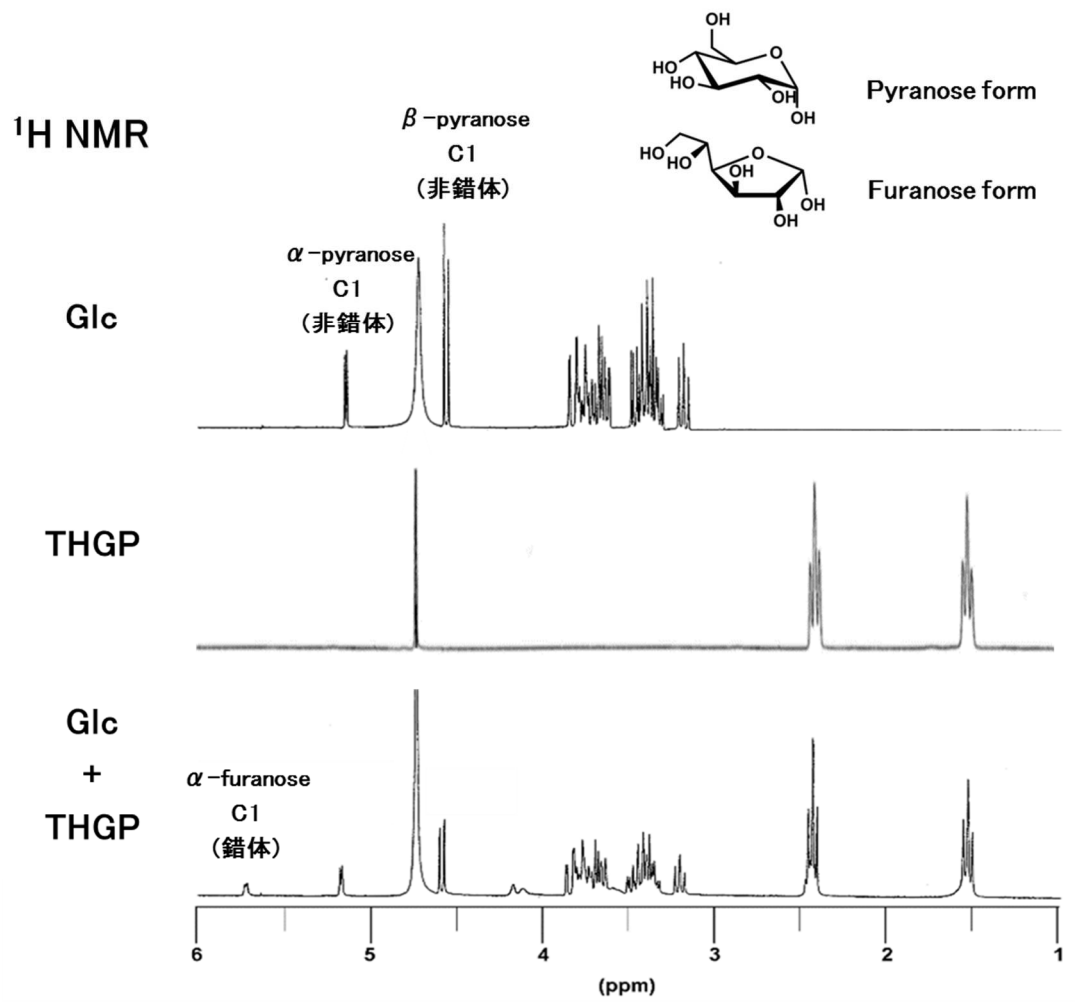 ¹H NMR
OH
O
HO
HO
OH
OH
Pyranose form
HO
HO
OH
O
OH
OH
Furanose form
β-pyranose
C1
(非錯体)
α-pyranose
C1
(非錯体)
Glc
THGP
Glc
+
THGP
α-furanose
C1
(錯体)
6 5 4 3 2 1
(ppm)